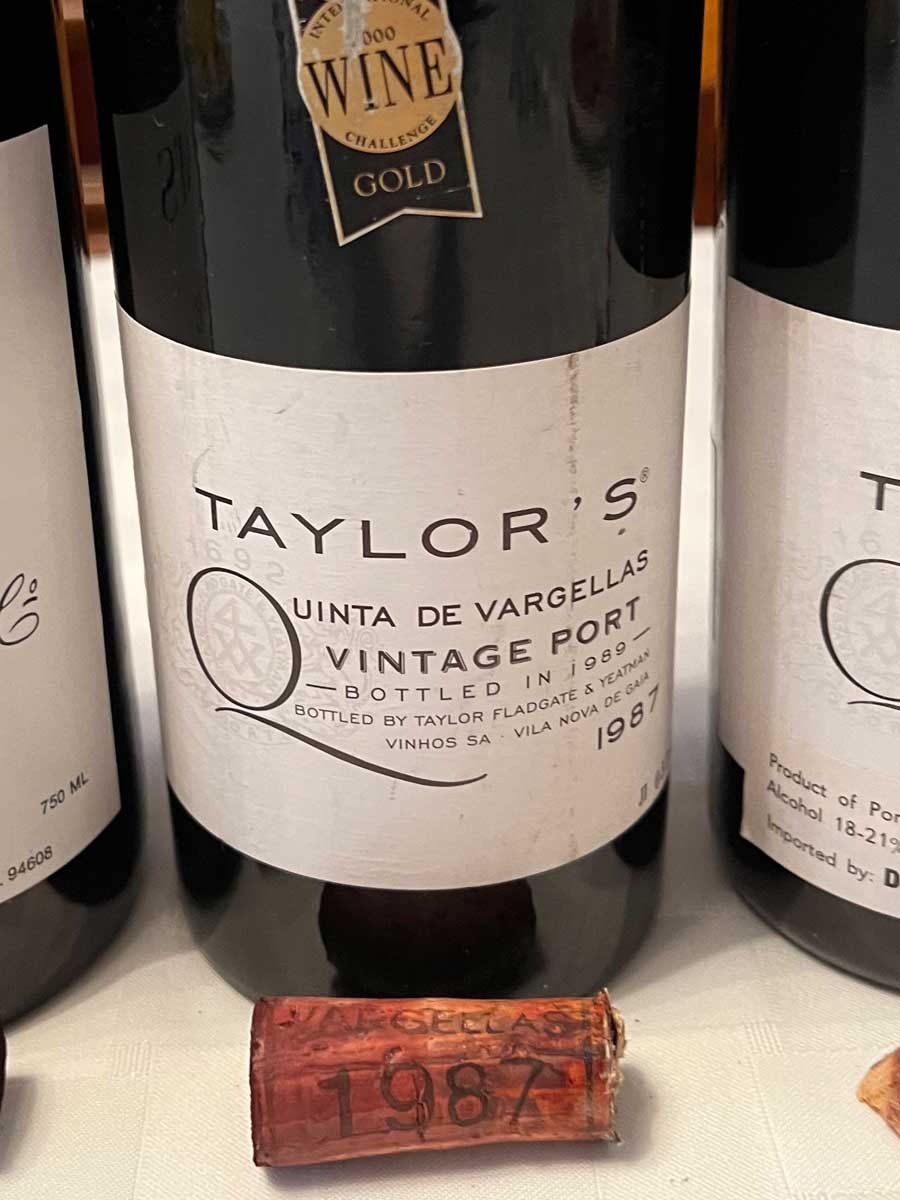 INTERNATIONAL
WINE
CHALLENGE
GOLD
TAYLOR'S®
1692
QUINTA DE VARGELLAS
VINTAGE PORT
—BOTTLED IN 1989—
BOTTLED BY TAYLOR FLADGATE & YEATMAN
VINHOS SA · VILA NOVA DE GAIA
1987
750 ML
94608
Product of Por
Alcohol 18-21%
Imported by: D
VARGELLAS
1987